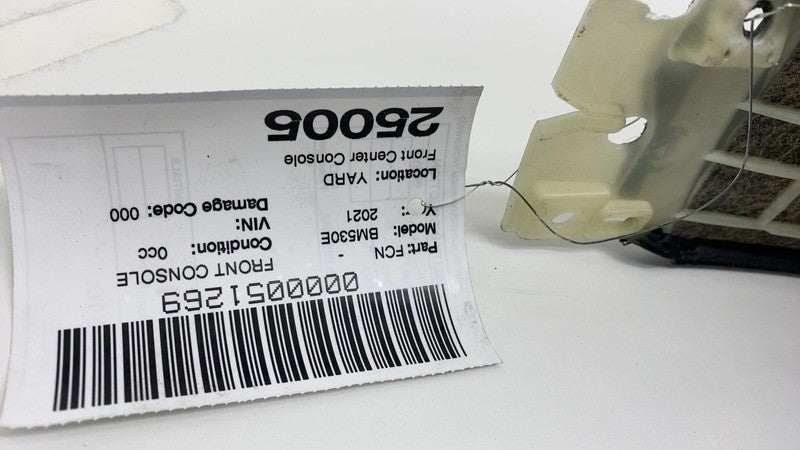 0000051269
FRONT CONSOLE
Part: FCN - Condition: 0cc
Model: BM530E VIN:
2021 Damage Code: 000
Location: YARD
Front Center Console
25005